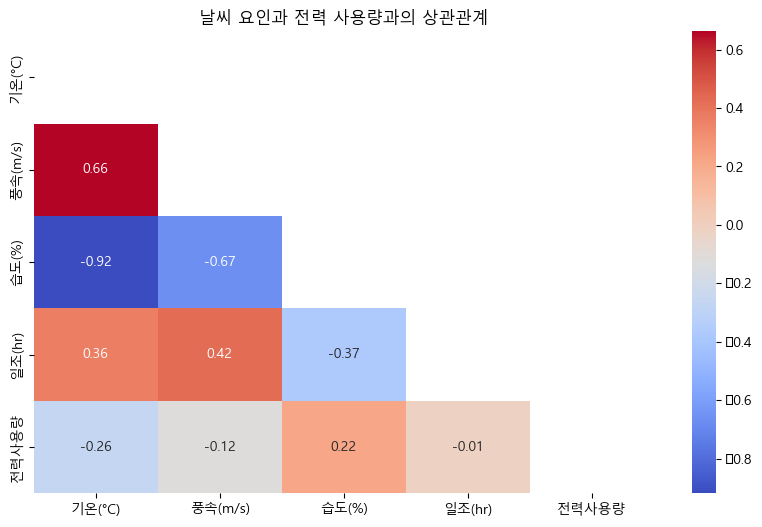 날씨 요인과 전력 사용량과의 상관관계
기온(°C)
풍속(m/s)
0.66
습도(%)
-0.92 -0.67
일조(hr)
0.36 0.42 -0.37
전력사용량
-0.26 -0.12 0.22 -0.01
기온(°C) 풍속(m/s) 습도(%) 일조(hr) 전력사용량
0.6
0.4
0.2
0.0
▯0.2
▯0.4
▯0.6
▯0.8